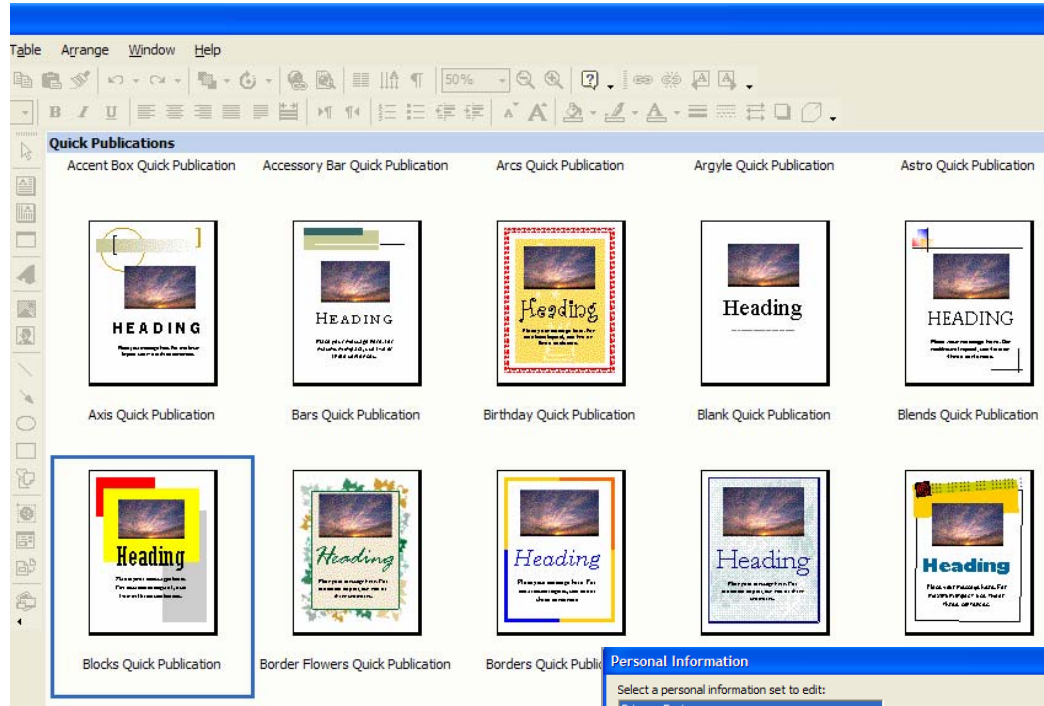 Table Arrange Window Help
50%
B I U
Quick Publications
Accent Box Quick Publication Accessory Bar Quick Publication Arcs Quick Publication Argyle Quick Publication Astro Quick Publication
HEADING HEADING Heading Heading HEADING
Axis Quick Publication Bars Quick Publication Birthday Quick Publication Blank Quick Publication Blends Quick Publication
Heading Heading Heading Heading Heading
Blocks Quick Publication Border Flowers Quick Publication Borders Quick Public
Personal Information
Select a personal information set to edit: